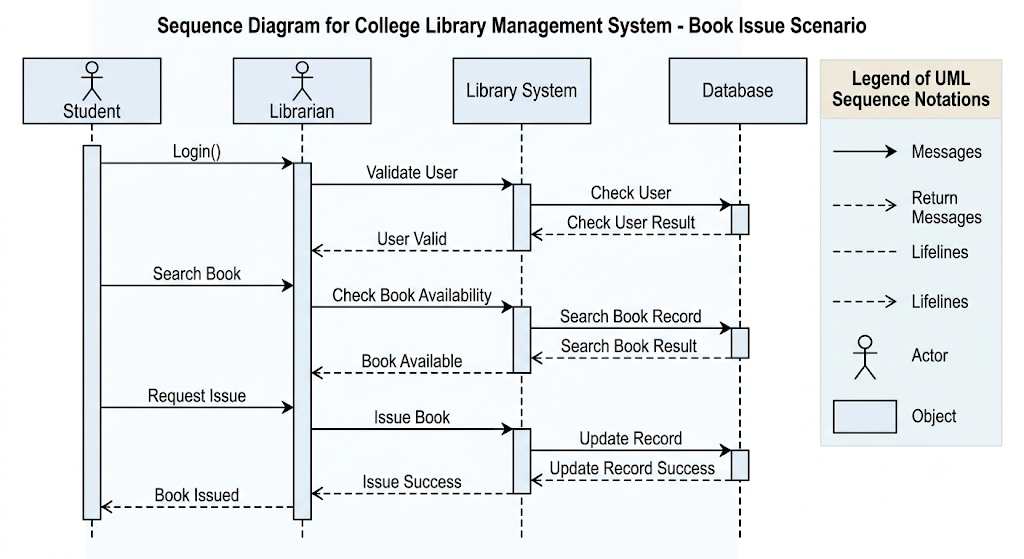 Sequence Diagram for College Library Management System - Book Issue Scenario
Student
Librarian
Library System
Database
Login()
Validate User
Check User
Check User Result
User Valid
Search Book
Check Book Availability
Search Book Record
Search Book Result
Book Available
Request Issue
Issue Book
Update Record
Update Record Success
Issue Success
Book Issued
Legend of UML
Sequence Notations
Messages
Return
Messages
Lifelines
Lifelines
Actor
Object